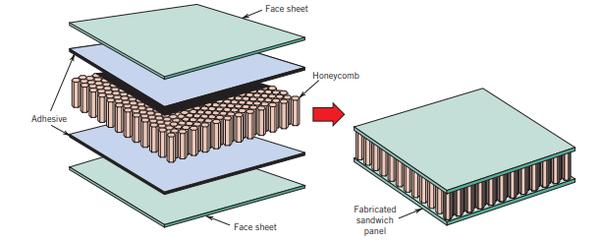 Face sheet
Honeycomb
Adhesive
Face sheet
Fabricated
sandwich
panel